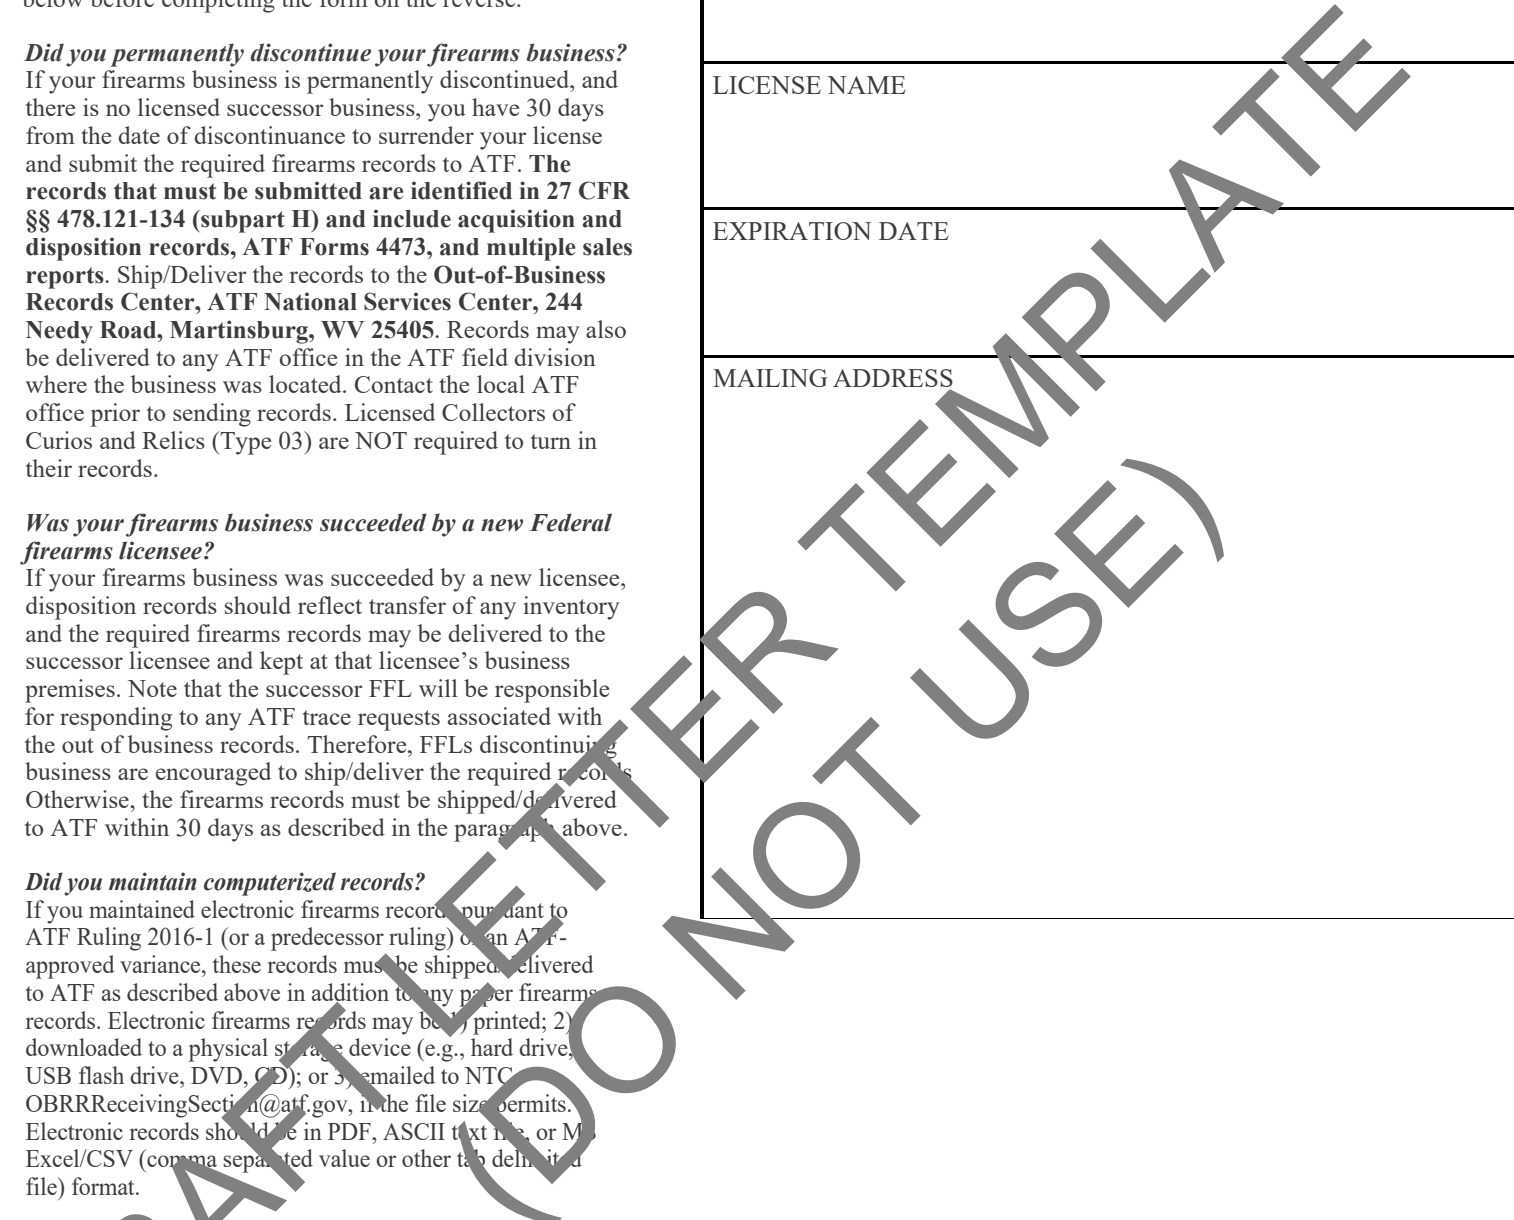 below before completing the form on the reverse.
Did you permanently discontinue your firearms business?
If your firearms business is permanently discontinued, and
there is no licensed successor business, you have 30 days
from the date of discontinuance to surrender your license
and submit the required firearms records to ATF. The
records that must be submitted are identified in 27 CFR
§§ 478.121-134 (subpart H) and include acquisition and
disposition records, ATF Forms 4473, and multiple sales
reports. Ship/Deliver the records to the Out-of-Business
Records Center, ATF National Services Center, 244
Needy Road, Martinsburg, WV 25405. Records may also
be delivered to any ATF office in the ATF field division
where the business was located. Contact the local ATF
office prior to sending records. Licensed Collectors of
Curios and Relics (Type 03) are NOT required to turn in
their records.
Was your firearms business succeeded by a new Federal
firearms licensee?
If your firearms business was succeeded by a new licensee,
disposition records should reflect transfer of any inventory
and the required firearms records may be delivered to the
successor licensee and kept at that licensee’s business
premises. Note that the successor FFL will be responsible
for responding to any ATF trace requests associated with
the out of business records. Therefore, FFLs discontinuing
business are encouraged to ship/deliver the required records
Otherwise, the firearms records must be shipped/delivered
to ATF within 30 days as described in the paragraph above.
Did you maintain computerized records?
If you maintained electronic firearms records pursuant to
ATF Ruling 2016-1 (or a predecessor ruling) or an ATF-
approved variance, these records must be shipped/delivered
to ATF as described above in addition to any paper firearms
records. Electronic firearms records may be 1) printed; 2)
downloaded to a physical storage device (e.g., hard drive,
USB flash drive, DVD, CD); or 3) emailed to NTC
OBRRReceivingSection@atf.gov, if the file size permits.
Electronic records should be in PDF, ASCII text file, or MS
Excel/CSV (comma separated value or other tab delimited
file) format.
LICENSE NAME
EXPIRATION DATE
MAILING ADDRESS
RAFT LETTER TEMPLATE
(DO NOT USE)